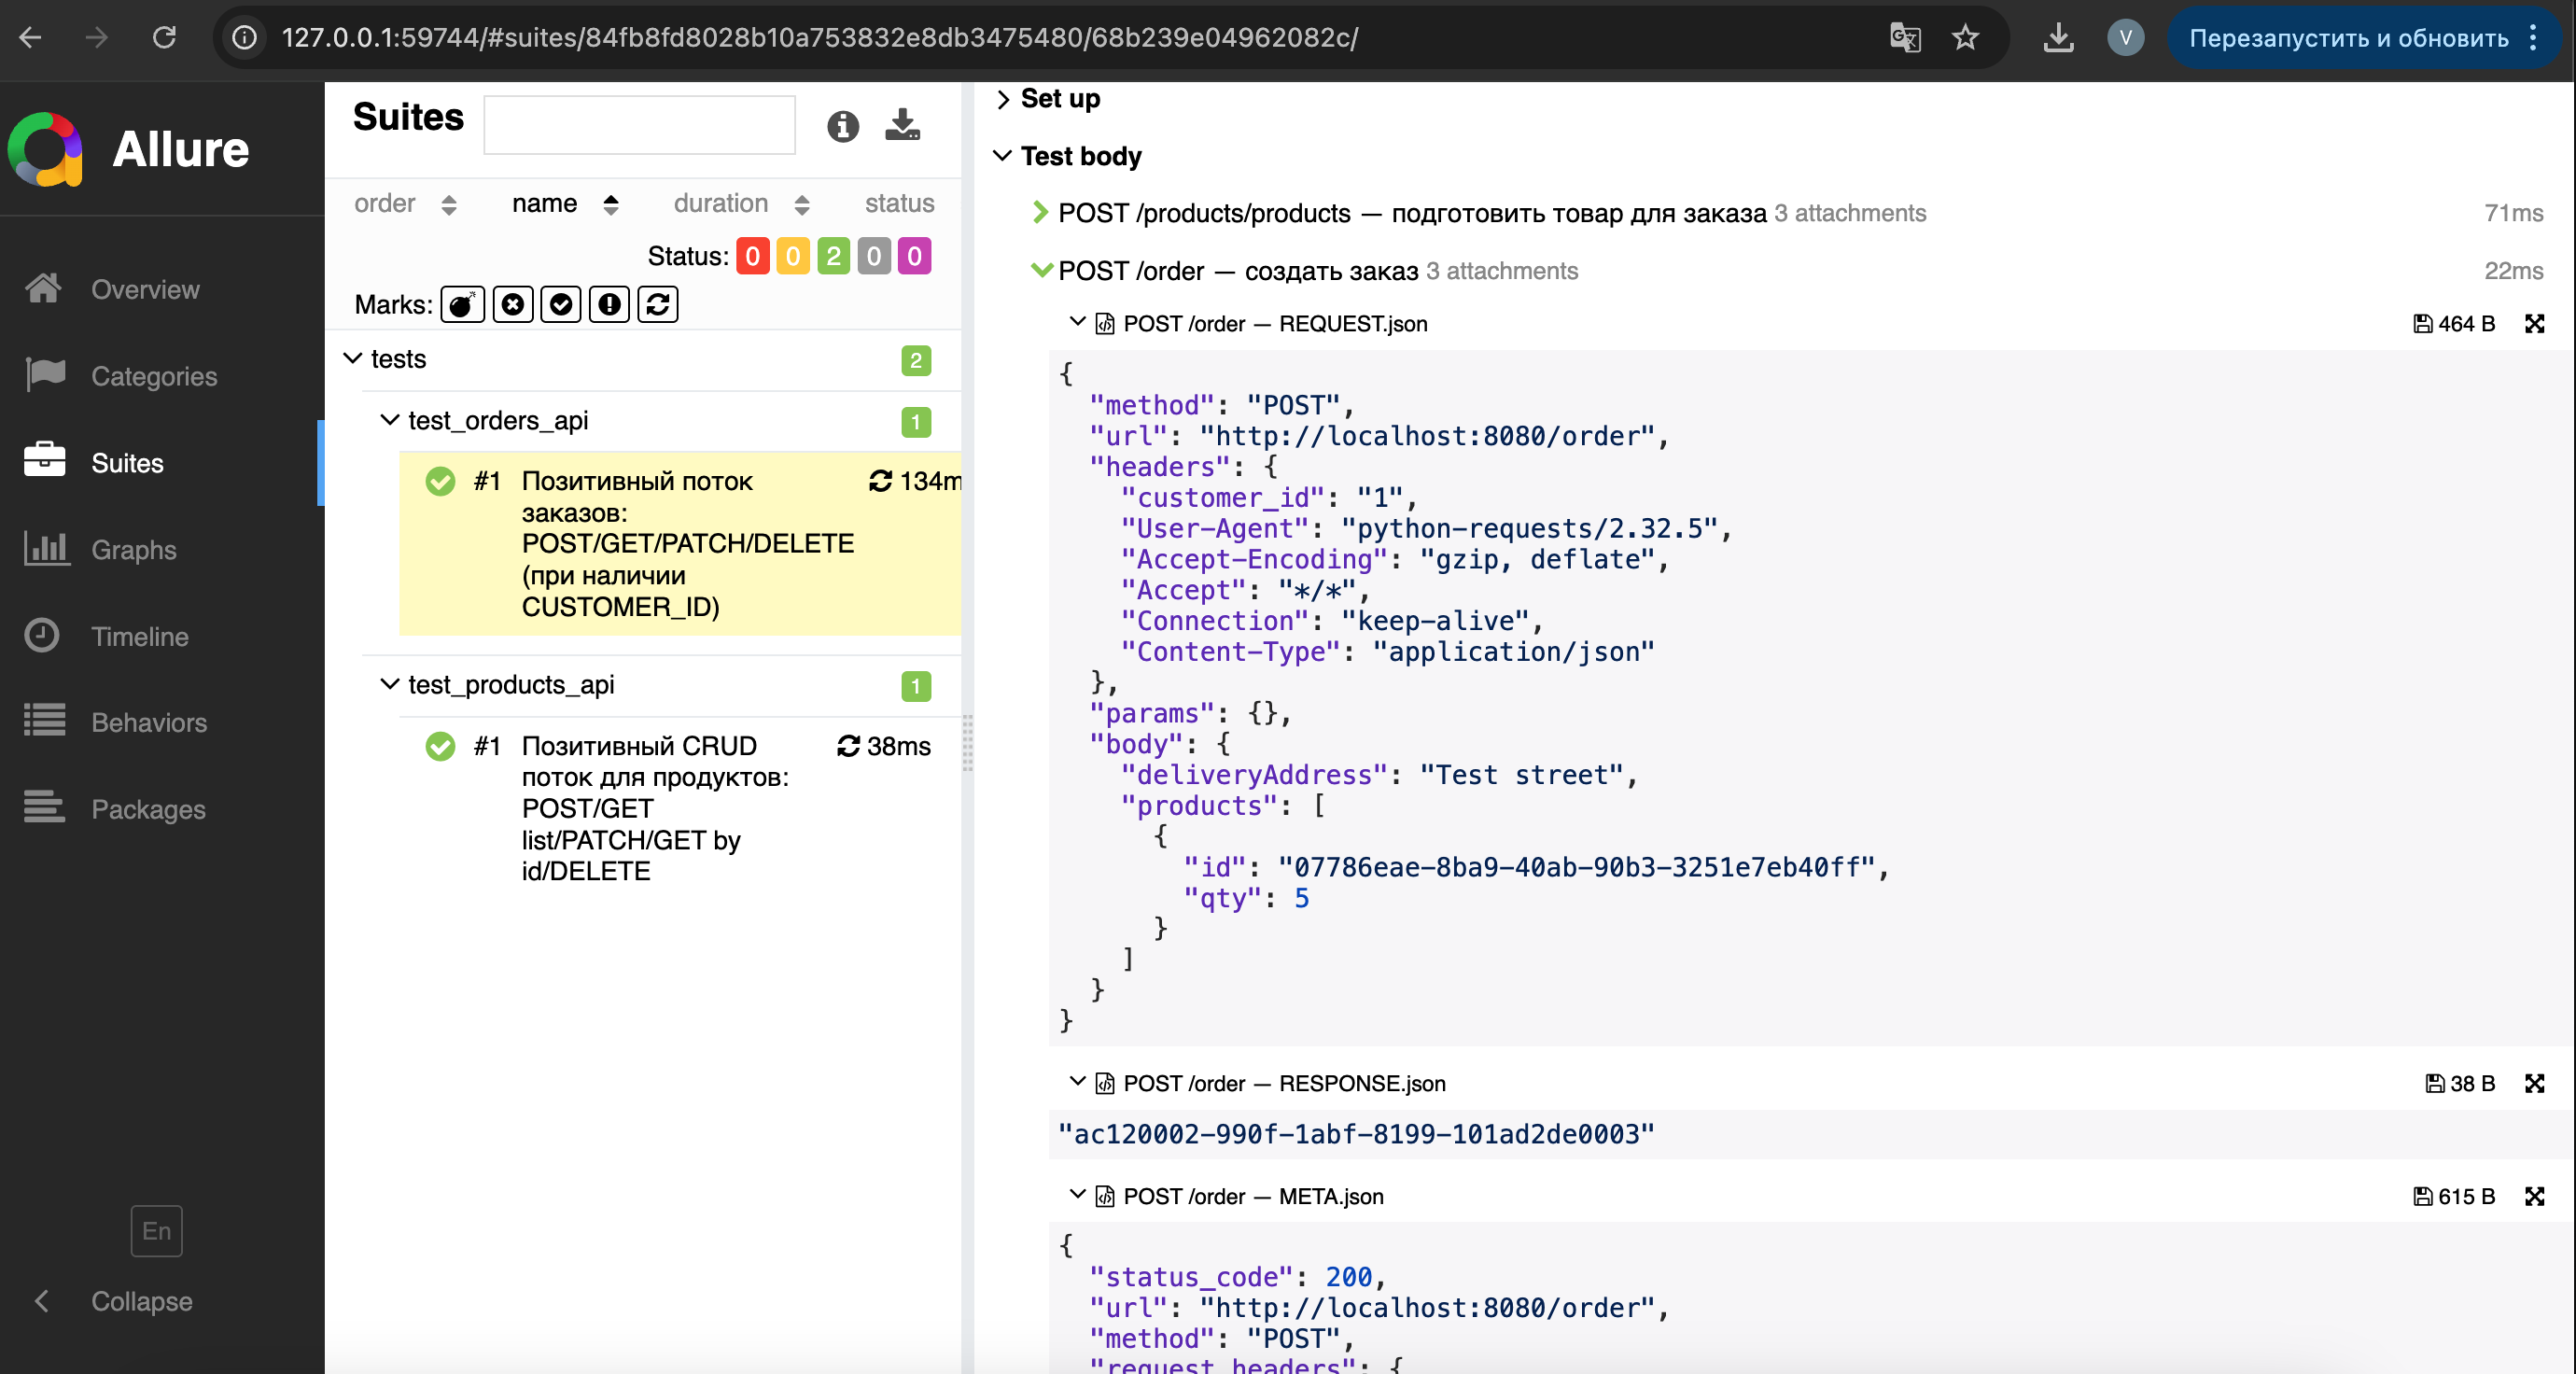 127.0.0.1:59744/#suites/84fb8fd8028b10a753832e8db3475480/68b239e04962082c/
V
Перезапустить и обновить
Allure
Overview
Categories
Suites
Graphs
Timeline
Behaviors
Packages
En
Collapse
Suites
order name duration status
Status: 0 0 2 0 0
Marks:
tests 2
test_orders_api 1
#1 Позитивный поток 134m
заказов:
POST/GET/PATCH/DELETE
(при наличии
CUSTOMER_ID)
test_products_api 1
#1 Позитивный CRUD 38ms
поток для продуктов:
POST/GET
list/PATCH/GET by
id/DELETE
Set up
Test body
POST /products/products — подготовить товар для заказа 3 attachments 71ms
POST /order — создать заказ 3 attachments 22ms
POST /order — REQUEST.json 464 B
{
"method": "POST",
"url": "http://localhost:8080/order",
"headers": {
"customer_id": "1",
"User-Agent": "python-requests/2.32.5",
"Accept-Encoding": "gzip, deflate",
"Accept": "*/*",
"Connection": "keep-alive",
"Content-Type": "application/json"
},
"params": {},
"body": {
"deliveryAddress": "Test street",
"products": [
{
"id": "07786eae-8ba9-40ab-90b3-3251e7eb40ff",
"qty": 5
}
]
}
}
POST /order — RESPONSE.json 38 B
"ac120002-990f-1abf-8199-101ad2de0003"
POST /order — META.json 615 B
{
"status_code": 200,
"url": "http://localhost:8080/order",
"method": "POST",
"request_headers": {